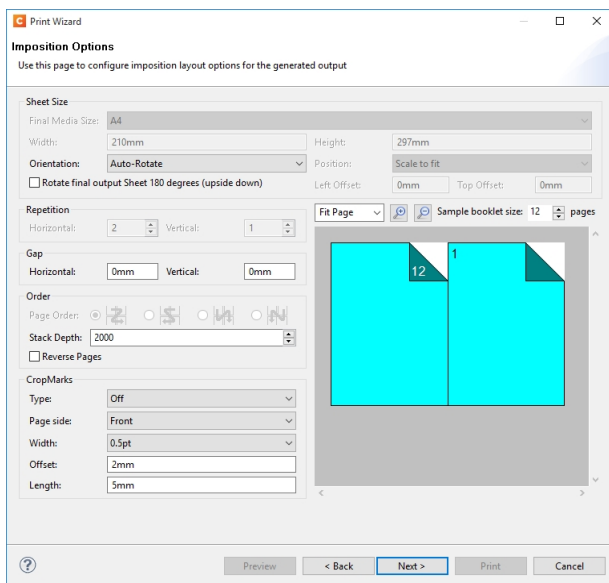 C Print Wizard
Imposition Options
Use this page to configure imposition layout options for the generated output
Sheet Size
Final Media Size: A4
Width: 210mm Height: 297mm
Orientation: Auto-Rotate Position: Scale to fit
Rotate final output Sheet 180 degrees (upside down) Left Offset: 0mm Top Offset: 0mm
Repetition
Horizontal: 2 Vertical: 1
Fit Page Sample booklet size: 12 pages
Gap
Horizontal: 0mm Vertical: 0mm
12 1
Order
Page Order:
Stack Depth: 2000
Reverse Pages
CropMarks
Type: Off
Page side: Front
Width: 0.5pt
Offset: 2mm
Length: 5mm
? Preview < Back Next > Print Cancel